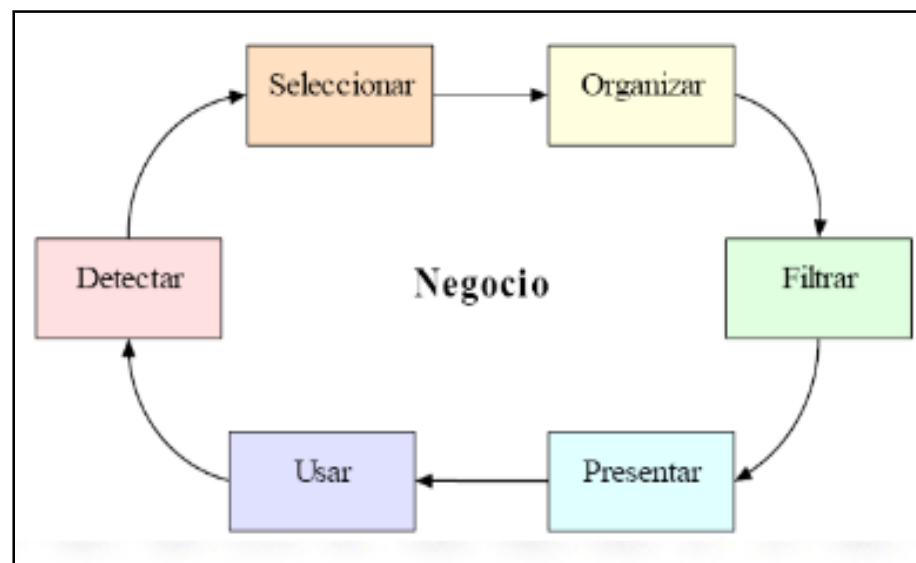 Seleccionar
Organizar
Detectar
Negocio
Filtrar
Usar
Presentar